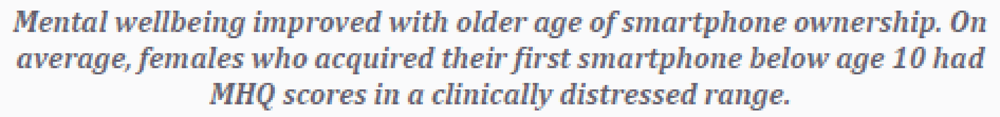 Mental wellbeing improved with older age of smartphone ownership. On
average, females who acquired their first smartphone below age 10 had
MHQ scores in a clinically distressed range.